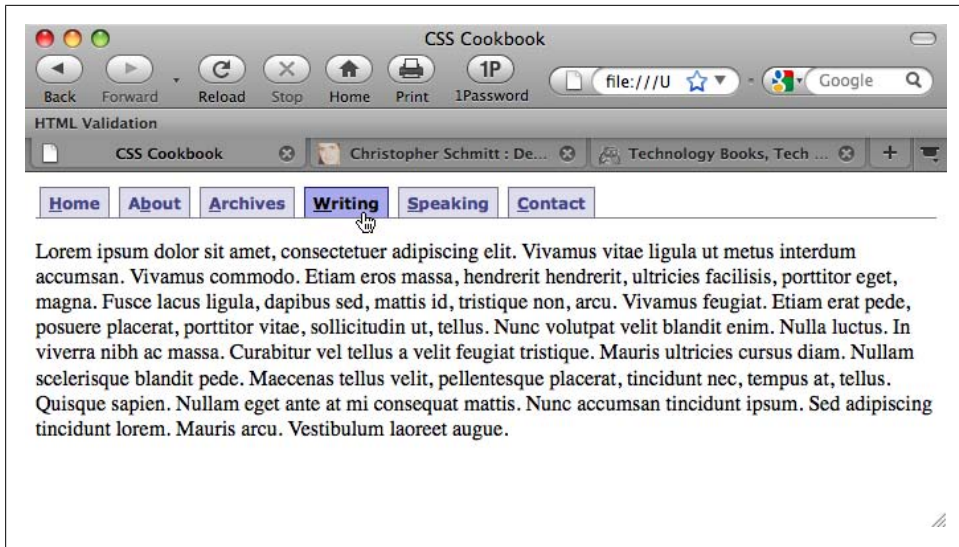 CSS Cookbook
1P
file:///U
Google
Back Forward Reload Stop Home Print 1Password
HTML Validation
CSS Cookbook
Christopher Schmitt : De...
Technology Books, Tech ...
Home About Archives Writing Speaking Contact
Lorem ipsum dolor sit amet, consectetuer adipiscing elit. Vivamus vitae ligula ut metus interdum
accumsan. Vivamus commodo. Etiam eros massa, hendrerit hendrerit, ultricies facilisis, porttitor eget,
magna. Fusce lacus ligula, dapibus sed, mattis id, tristique non, arcu. Vivamus feugiat. Etiam erat pede,
posuere placerat, porttitor vitae, sollicitudin ut, tellus. Nunc volutpat velit blandit enim. Nulla luctus. In
viverra nibh ac massa. Curabitur vel tellus a velit feugiat tristique. Mauris ultricies cursus diam. Nullam
scelerisque blandit pede. Maecenas tellus velit, pellentesque placerat, tincidunt nec, tempus at, tellus.
Quisque sapien. Nullam eget ante at mi consequat mattis. Nunc accumsan tincidunt ipsum. Sed adipiscing
tincidunt lorem. Mauris arcu. Vestibulum laoreet augue.